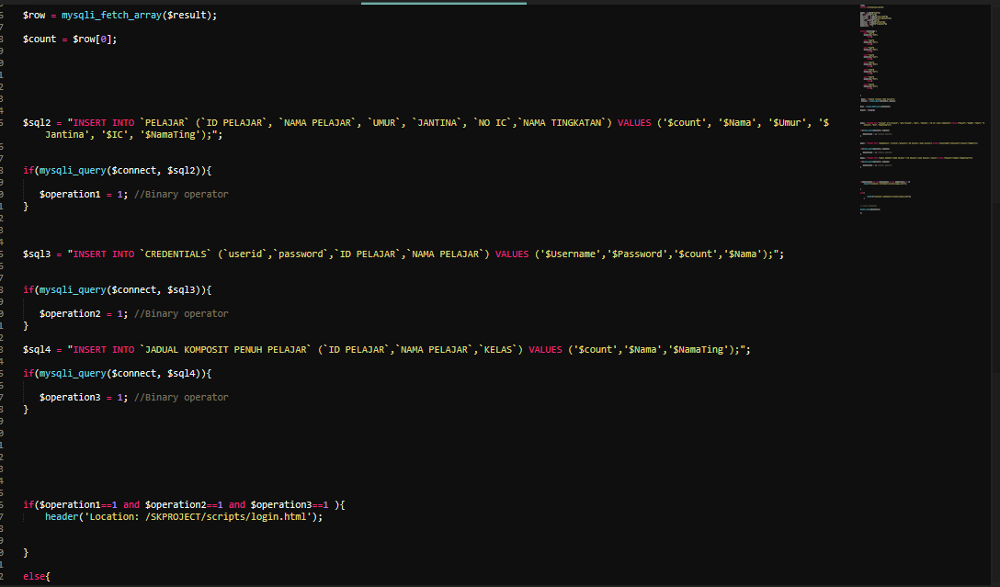 $row = mysqli_fetch_array($result);
$count = $row[0];
$sql2 = "INSERT INTO `PELAJAR` (`ID PELAJAR`, `NAMA PELAJAR`, `UMUR`, `JANTINA`, `NO IC`,`NAMA TINGKATAN`) VALUES ('$count', '$Nama', '$Umur', '$
Jantina', '$IC', '$NamaTing');";
if(mysqli_query($connect, $sql2)){
$operation1 = 1; //Binary operator
}
$sql3 = "INSERT INTO `CREDENTIALS` (`userid`,`password`,`ID PELAJAR`,`NAMA PELAJAR`) VALUES ('$Username','$Password','$count','$Nama');";
if(mysqli_query($connect, $sql3)){
$operation2 = 1; //Binary operator
}
$sql4 = "INSERT INTO `JADUAL KOMPOSIT PENUH PELAJAR` (`ID PELAJAR`,`NAMA PELAJAR`,`KELAS`) VALUES ('$count','$Nama','$NamaTing');";
if(mysqli_query($connect, $sql4)){
$operation3 = 1; //Binary operator
}
if($operation1==1 and $operation2==1 and $operation3==1 ){
header('Location: /SKPROJECT/scripts/login.html');
}
else{